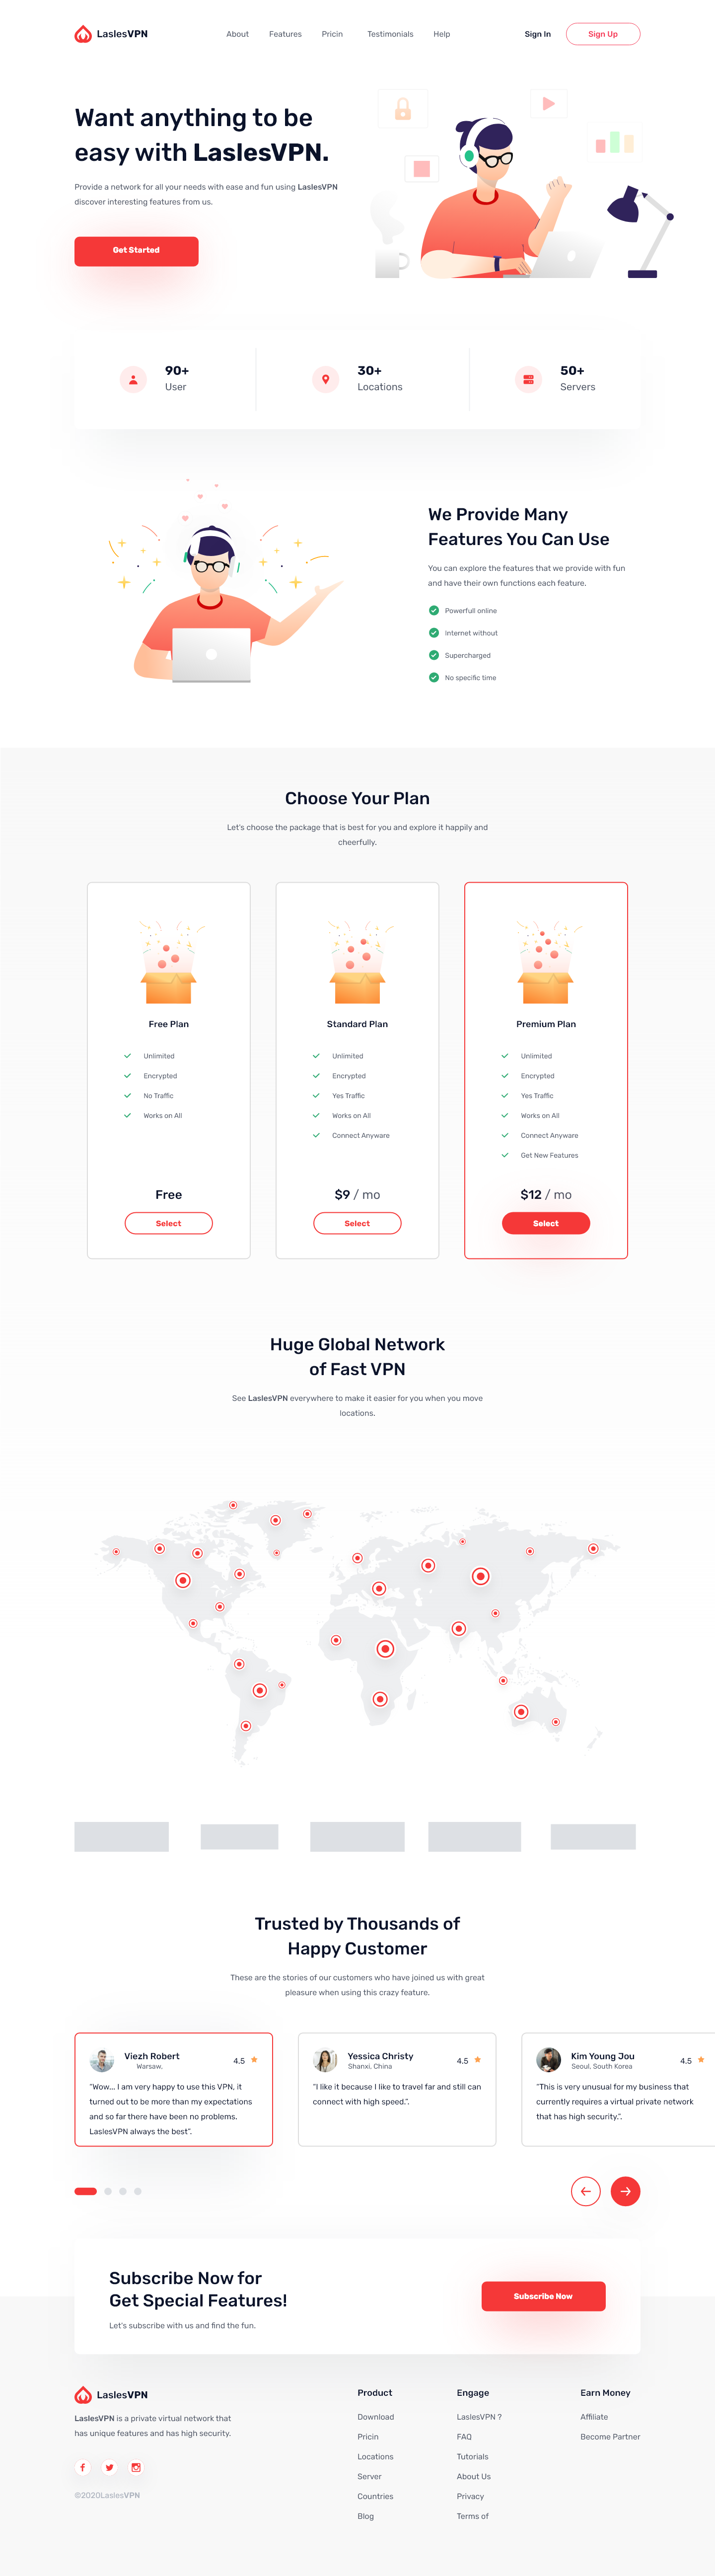 LaslesVPN
About
Features
Pricin
Testimonials
Help
Sign In
Sign Up
Want anything to be
easy with LaslesVPN.
Provide a network for all your needs with ease and fun using LaslesVPN
discover interesting features from us.
Get Started
90+
User
30+
Locations
50+
Servers
We Provide Many
Features You Can Use
You can explore the features that we provide with fun
and have their own functions each feature.
Powerfull online
internet without
Supercharged
No specific time
Choose Your Plan
Let's choose the package that is best for you and explore it happily and
cheerfully.
Free Plan
Unlimited
Encrypted
No Traffic
Works on All
Free
Select
Standard Plan
Unlimited
Encrypted
Yes Traffic
Works on All
Connect Anyware
$9 / mo
Select
Premium Plan
Unlimited
Encrypted
Yes Traffic
Works on All
Connect Anyware
Get New Features
$12 / mo
Select
Huge Global Network
of Fast VPN
See LaslesVPN everywhere to make it easier for you when you move
locations.
Trusted by Thousands of
Happy Customer
These are the stories of our customers who have joined us with great
pleasure when using this crazy feature.
Viezh Robert
Warsaw,
4.5
“Wow... I am very happy to use this VPN, it
turned out to be more than my expectations
and so far there have been no problems.
LaslesVPN always the best”.
Yessica Christy
Shanxi, China
4.5
“I like it because I like to travel far and still can
connect with high speed.”.
Kim Young Jou
Seoul, South Korea
4.5
“This is very unusual for my business that
currently requires a virtual private network
that has high security.”.
Subscribe Now for
Get Special Features!
Let's subscribe with us and find the fun.
Subscribe Now
LaslesVPN
LaslesVPN is a private virtual network that
has unique features and has high security.
©2020LaslesVPN
Product
Download
Pricin
Locations
Server
Countries
Blog
Engage
LaslesVPN ?
FAQ
Tutorials
About Us
Privacy
Terms of
Earn Money
Affiliate
Become Partner